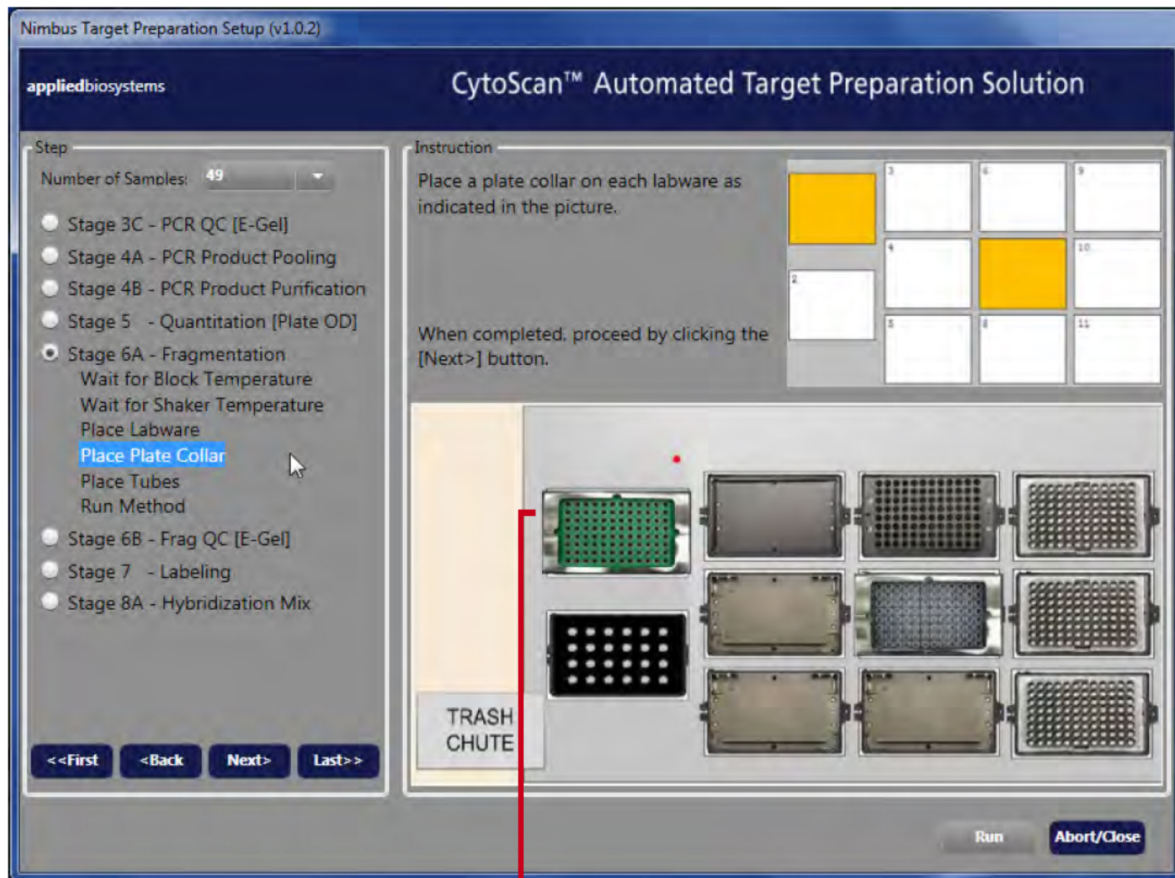 Nimbus Target Preparation Setup (v1.0.2)
appliedbiosystems
CytoScan™ Automated Target Preparation Solution
Step
Number of Samples: 49
Stage 3C - PCR QC [E-Gel]
Stage 4A - PCR Product Pooling
Stage 4B - PCR Product Purification
Stage 5 - Quantitation [Plate OD]
Stage 6A - Fragmentation
Wait for Block Temperature
Wait for Shaker Temperature
Place Labware
Place Plate Collar
Place Tubes
Run Method
Stage 6B - Frag QC [E-Gel]
Stage 7 - Labeling
Stage 8A - Hybridization Mix
<<First
<Back
Next>
Last>>
Instruction
Place a plate collar on each labware as
indicated in the picture.
When completed, proceed by clicking the
[Next>] button.
3
6
9
4
10
2
5
8
11
TRASH
CHUTE
Run
Abort/Close